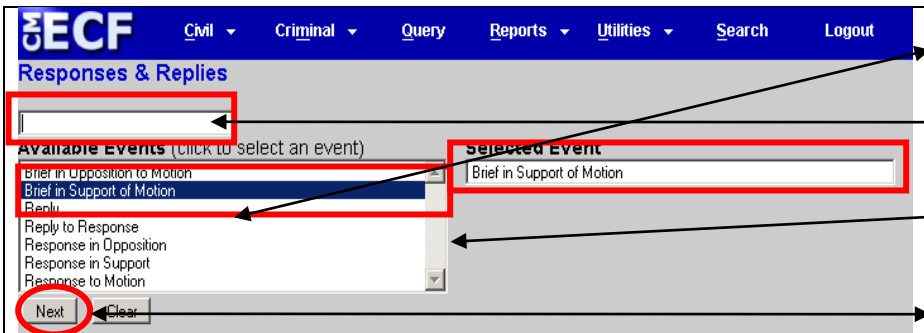 CM ECF Civil Criminal Query Reports Utilities Search Logout
Responses & Replies
Available Events (click to select an event) Selected Event
Brief in Opposition to Motion Brief in Support of Motion
Brief in Support of Motion
Reply
Reply to Response
Response in Opposition
Response in Support
Response to Motion
Next Clear